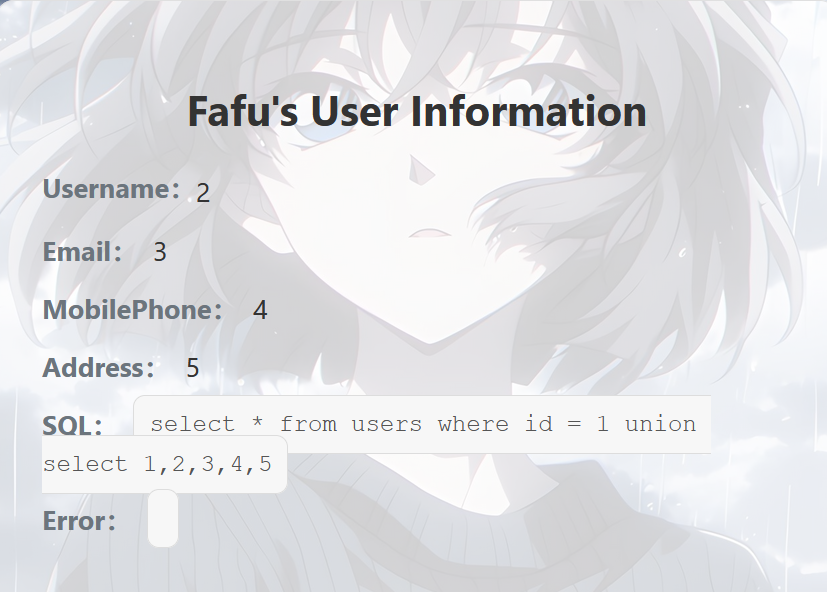 Fafu's User Information
Username： 2
Email： 3
MobilePhone： 4
Address： 5
SQL： select * from users where id = 1 union
select 1,2,3,4,5
Error：